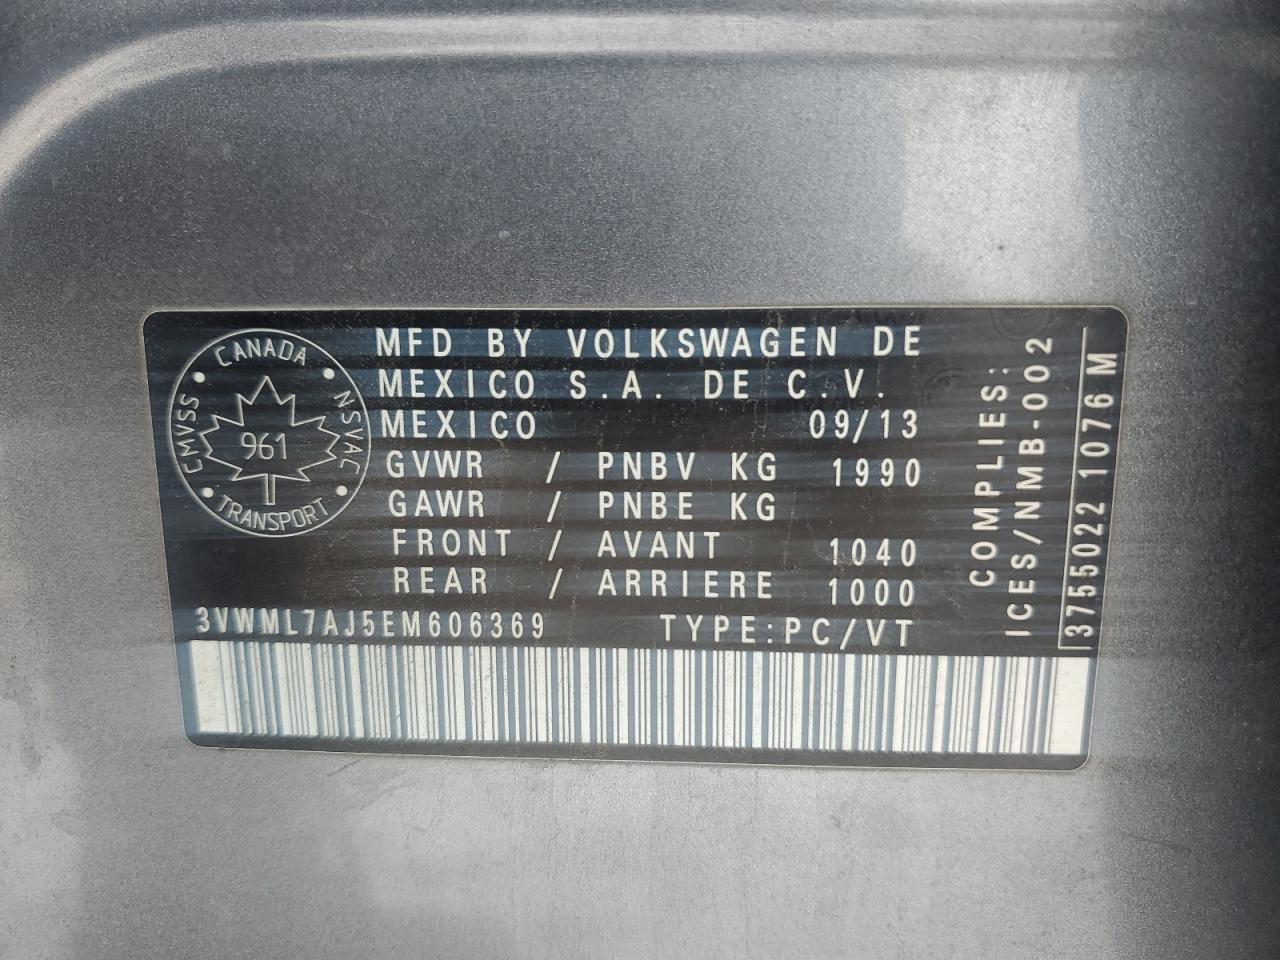 CANADA
CMVSS
NSVAC
961
TRANSPORT
MFD BY VOLKSWAGEN DE
MEXICO S.A. DE C.V.
MEXICO 09/13
GVWR / PNBV KG 1990
GAWR / PNBE KG
FRONT / AVANT 1040
REAR / ARRIERE 1000
3VWML7AJ5EM606369 TYPE:PC/VT
COMPLIES:
ICES/NMB-002
3755022 1076 M